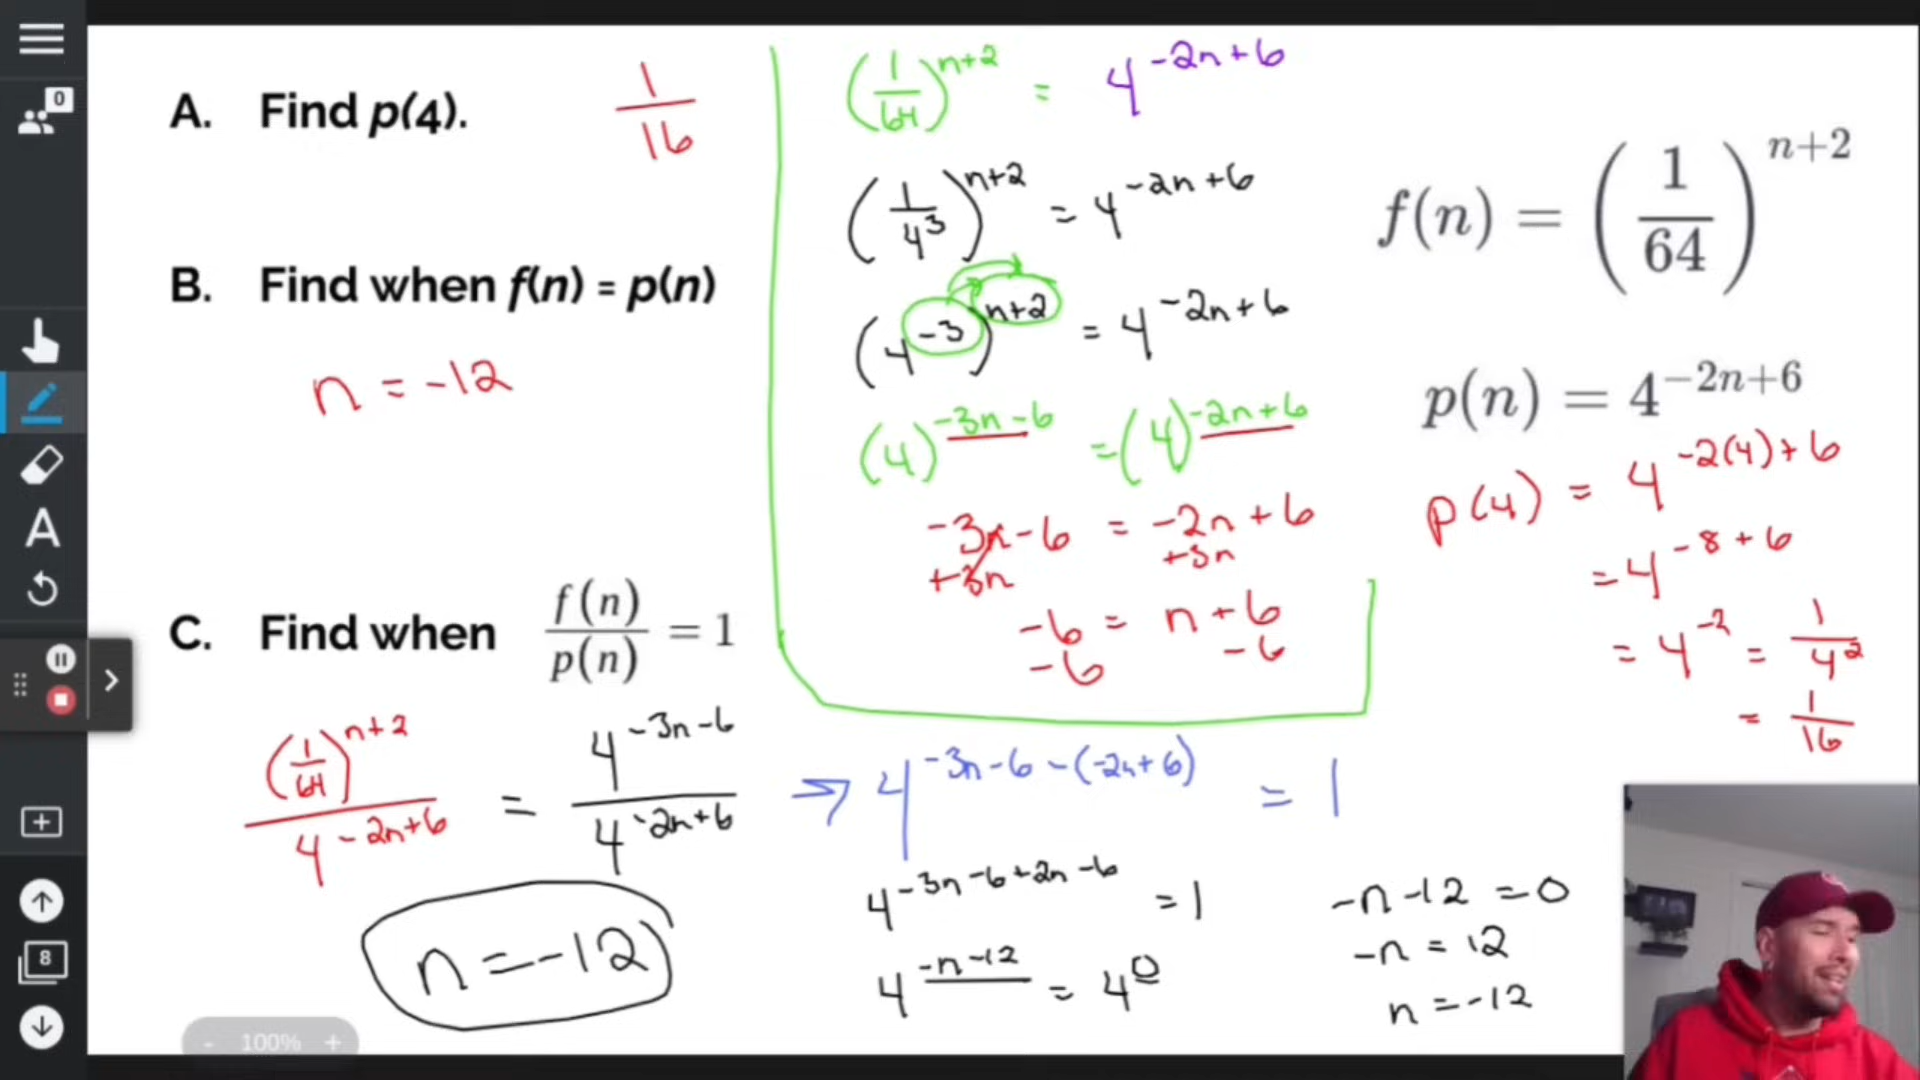 0
A. Find p(4). 1/16
B. Find when f(n) = p(n)
n = -12
C. Find when f(n)/p(n) = 1
(1/64)^(n+2) / 4^(-2n+6) = 4^(-3n-6) / 4^(-2n+6)
→ 4^(-3n-6-(-2n+6)) = 1
4^(-3n-6+2n-6) = 1
4^(-n-12) = 4^0
-n-12 = 0
-n = 12
n = -12
n = -12
(1/64)^(n+2) = 4^(-2n+6)
(1/4^3)^(n+2) = 4^(-2n+6)
(4^(-3))^(n+2) = 4^(-2n+6)
(4)^(-3n-6) = (4)^(-2n+6)
-3n-6 = -2n+6
+3n +3n
-6 = n+6
-6 -6
f(n) = (1/64)^(n+2)
p(n) = 4^(-2n+6)
p(4) = 4^(-2(4)+6)
= 4^(-8+6)
= 4^(-2) = 1/4^2
= 1/16
A
8
- 100% +